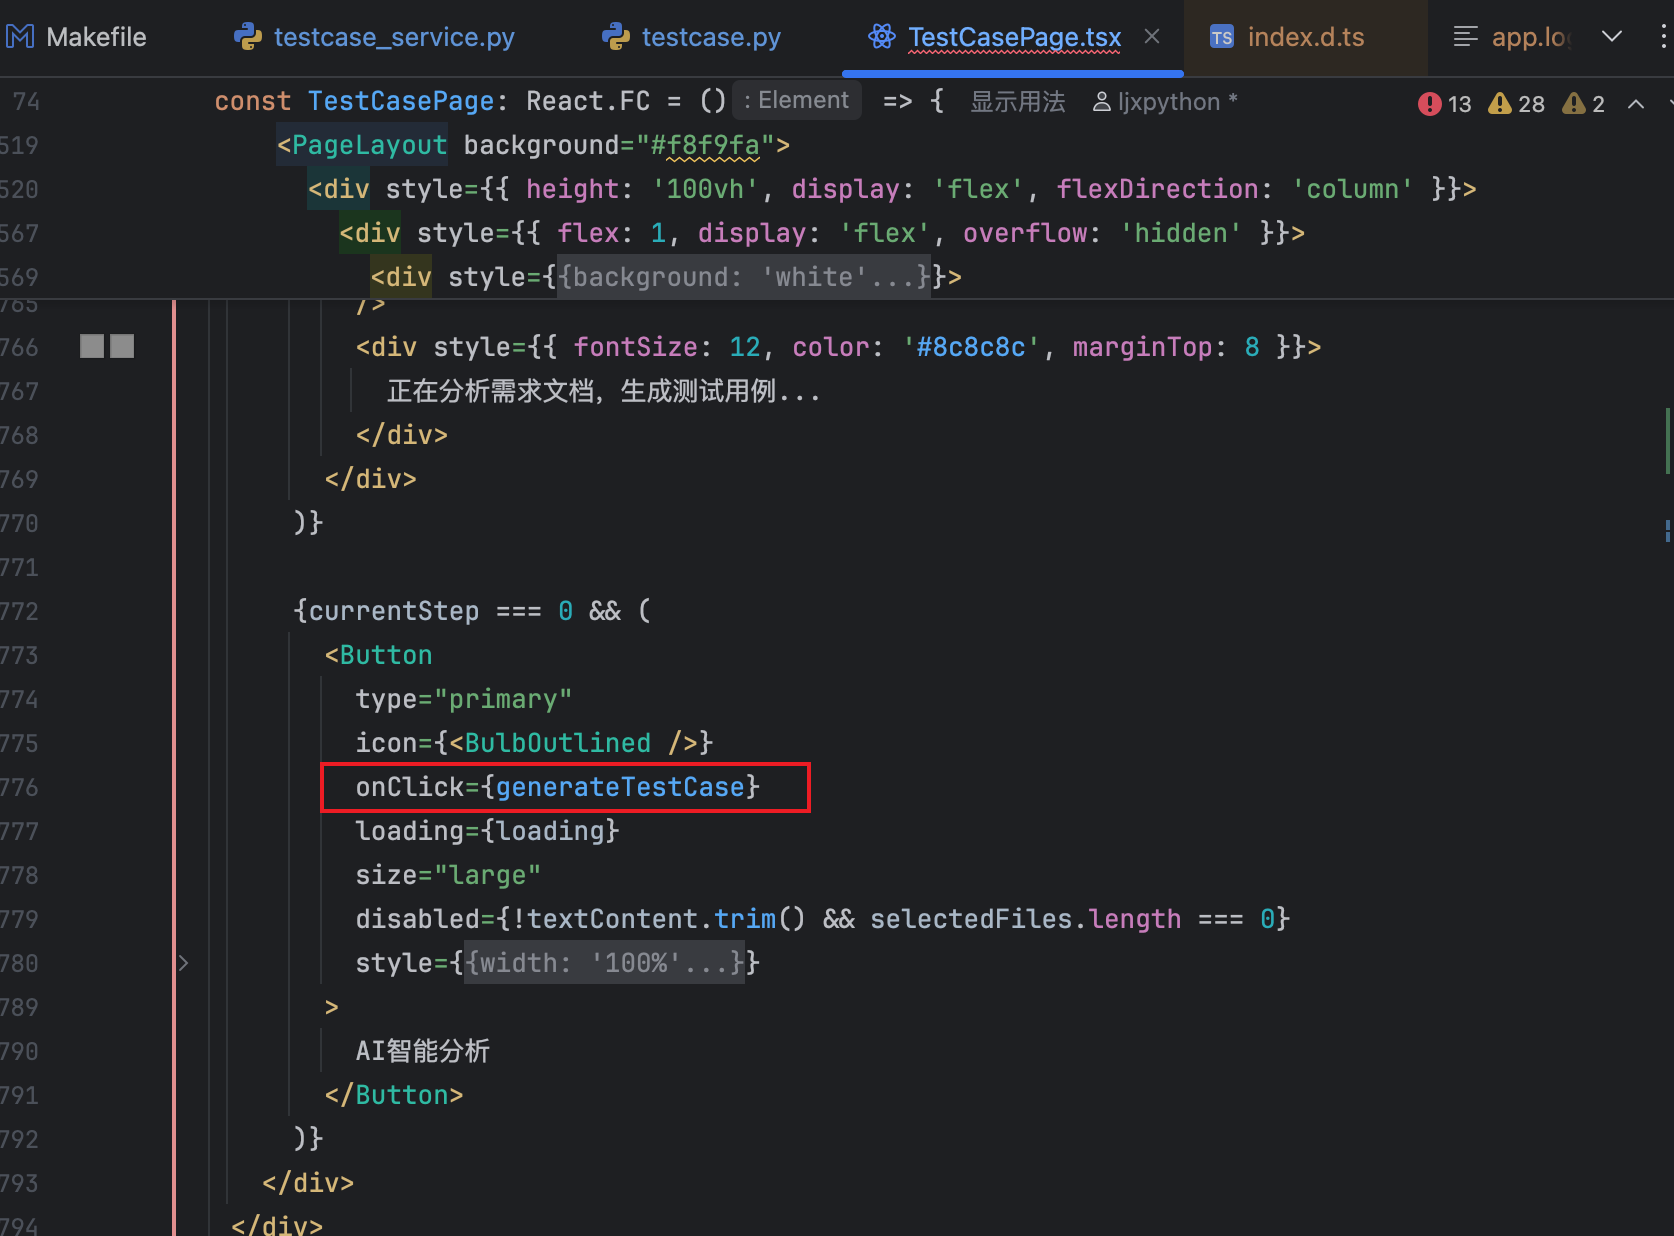 Makefile
testcase_service.py
testcase.py
TestCasePage.tsx
TS index.d.ts
app.log
74 const TestCasePage: React.FC = () : Element => { 显示用法 ljxpython *
13 28 2
519 <PageLayout background="#f8f9fa">
520 <div style={{ height: '100vh', display: 'flex', flexDirection: 'column' }}>
567 <div style={{ flex: 1, display: 'flex', overflow: 'hidden' }}>
569 <div style={{background: 'white'...}}>
765 />
766 <div style={{ fontSize: 12, color: '#8c8c8c', marginTop: 8 }}>
767 正在分析需求文档，生成测试用例...
768 </div>
769 </div>
770 )}
771
772 {currentStep === 0 && (
773 <Button
774 type="primary"
775 icon={<BulbOutlined />}
776 onClick={generateTestCase}
777 loading={loading}
778 size="large"
779 disabled={!textContent.trim() && selectedFiles.length === 0}
780 style={{width: '100%'...}}
789 >
790 AI智能分析
791 </Button>
792 )}
793 </div>
794 </div>